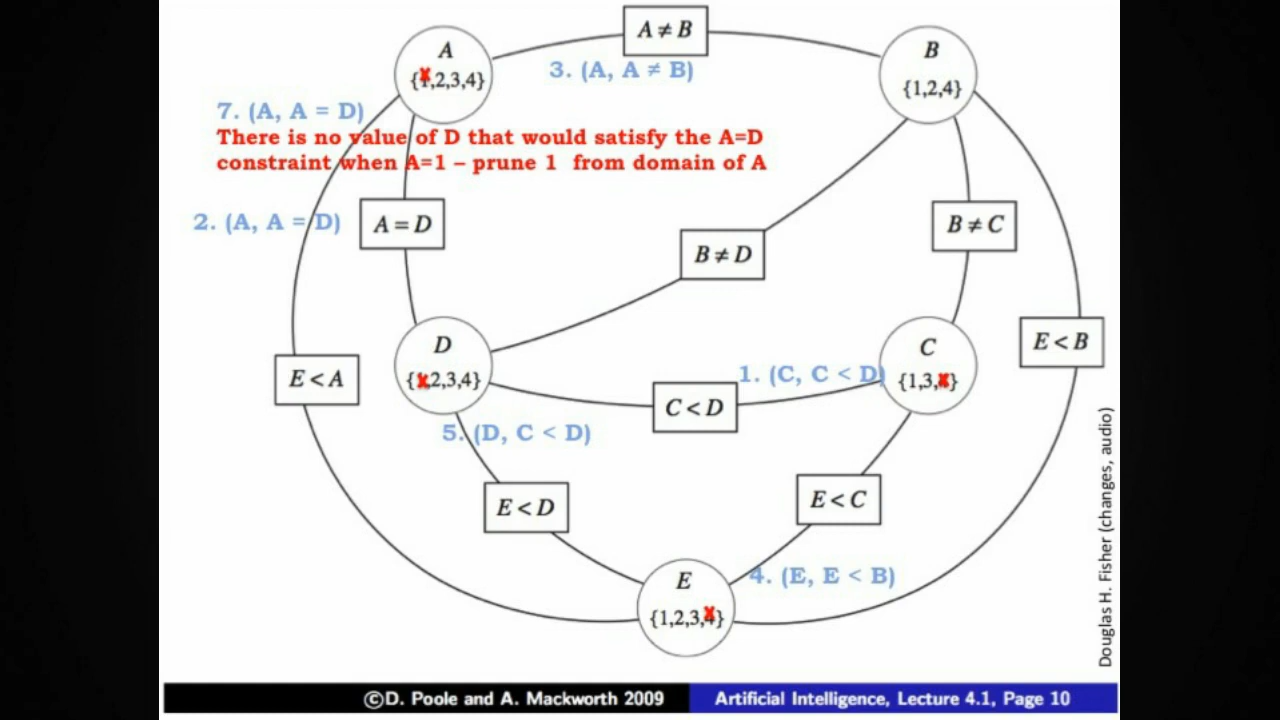 A ≠ B
A
{1,2,3,4}
B
{1,2,4}
3. (A, A ≠ B)
7. (A, A = D)
There is no value of D that would satisfy the A=D
constraint when A=1 – prune 1 from domain of A
2. (A, A = D)
A = D
B ≠ C
B ≠ D
E < B
D
{1,2,3,4}
C
{1,3,4}
E < A
1. (C, C < D)
C < D
5. (D, C < D)
E < D
E < C
4. (E, E < B)
E
{1,2,3,4}
Douglas H. Fisher (changes, audio)
©D. Poole and A. Mackworth 2009
Artificial Intelligence, Lecture 4.1, Page 10